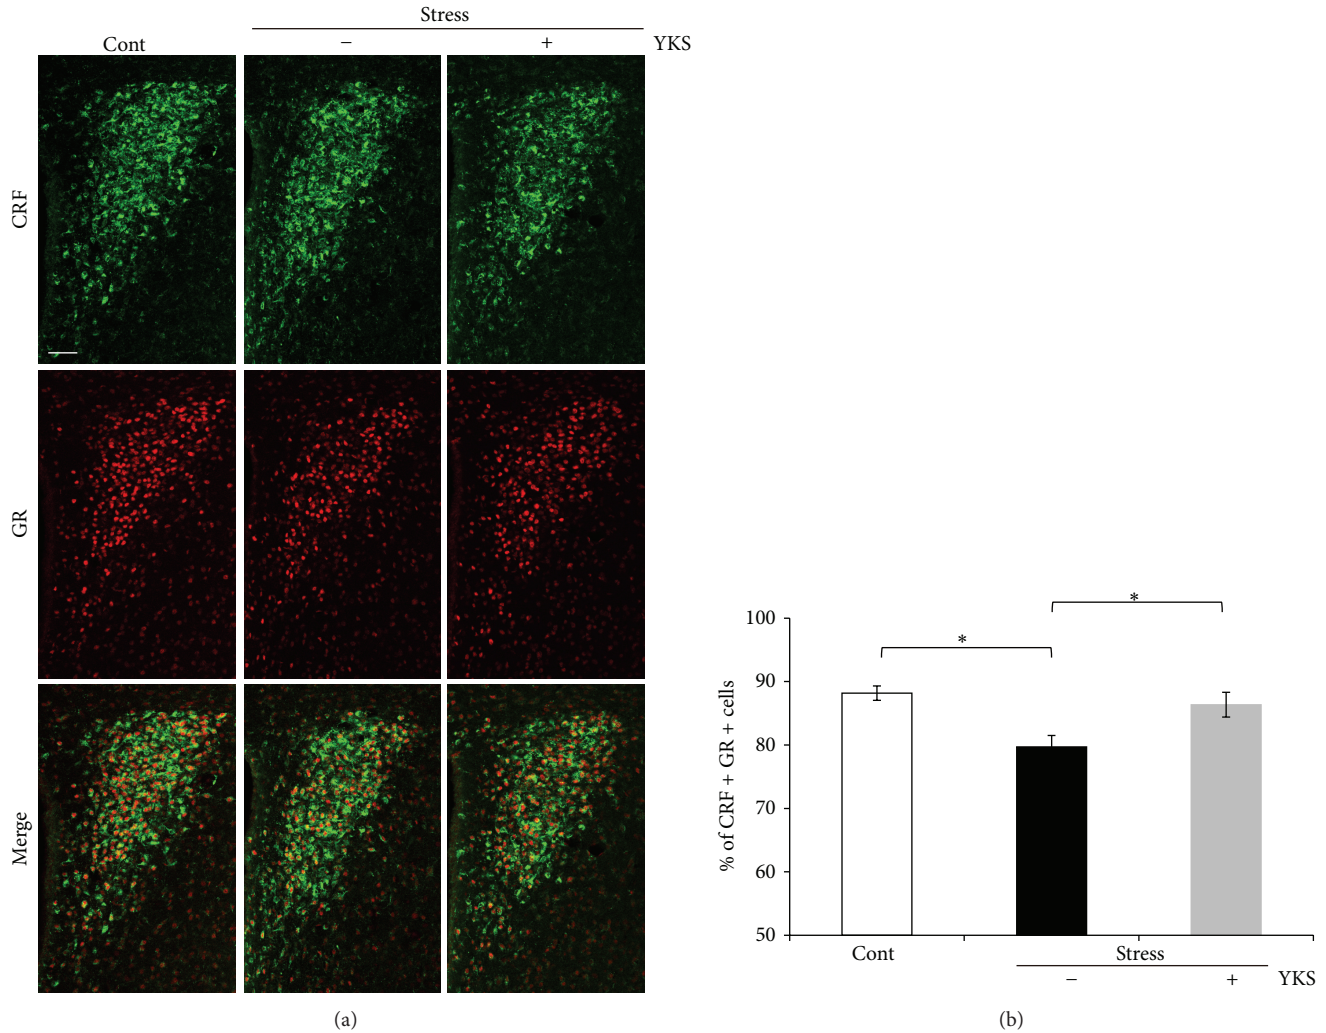 Stress
Cont − + YKS
CRF
GR
Merge
(a)
% of CRF + GR + cells
100
90
80
70
60
50
*
*
Cont Stress
− + YKS
(b)